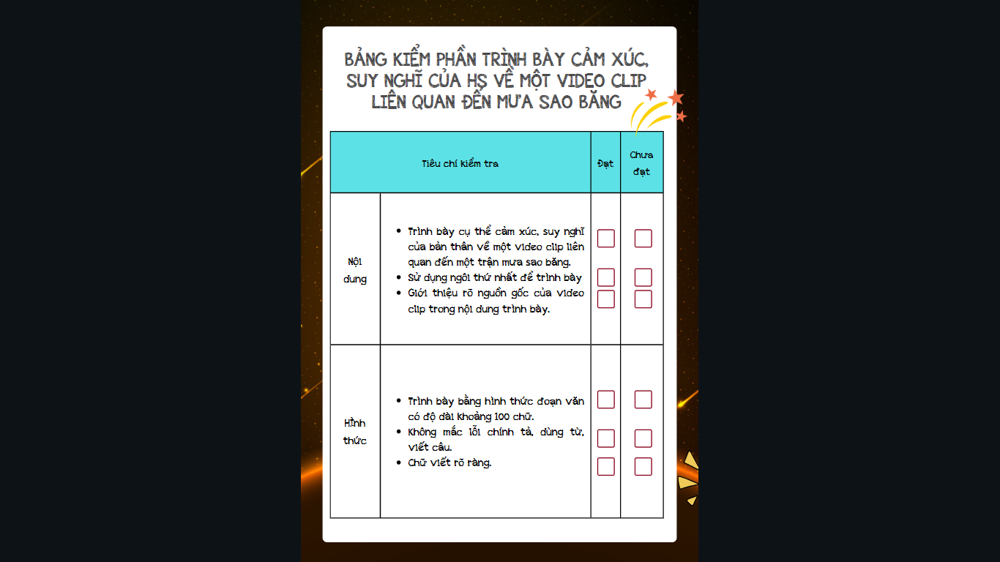 BẢNG KIỂM PHẦN TRÌNH BÀY CẢM XÚC,
SUY NGHĨ CỦA HS VỀ MỘT VIDEO CLIP
LIÊN QUAN ĐẾN MƯA SAO BĂNG
Tiêu chí kiểm tra
Đạt
Chưa
đạt
Nội
dung
• Trình bày cụ thể cảm xúc, suy nghĩ
của bản thân về một video clip liên
quan đến một trận mưa sao băng.
• Sử dụng ngôi thứ nhất để trình bày
• Giới thiệu rõ nguồn gốc của video
clip trong nội dung trình bày.
Hình
thức
• Trình bày bằng hình thức đoạn văn
có độ dài khoảng 100 chữ.
• Không mắc lỗi chính tả, dùng từ,
viết câu.
• Chữ viết rõ ràng.